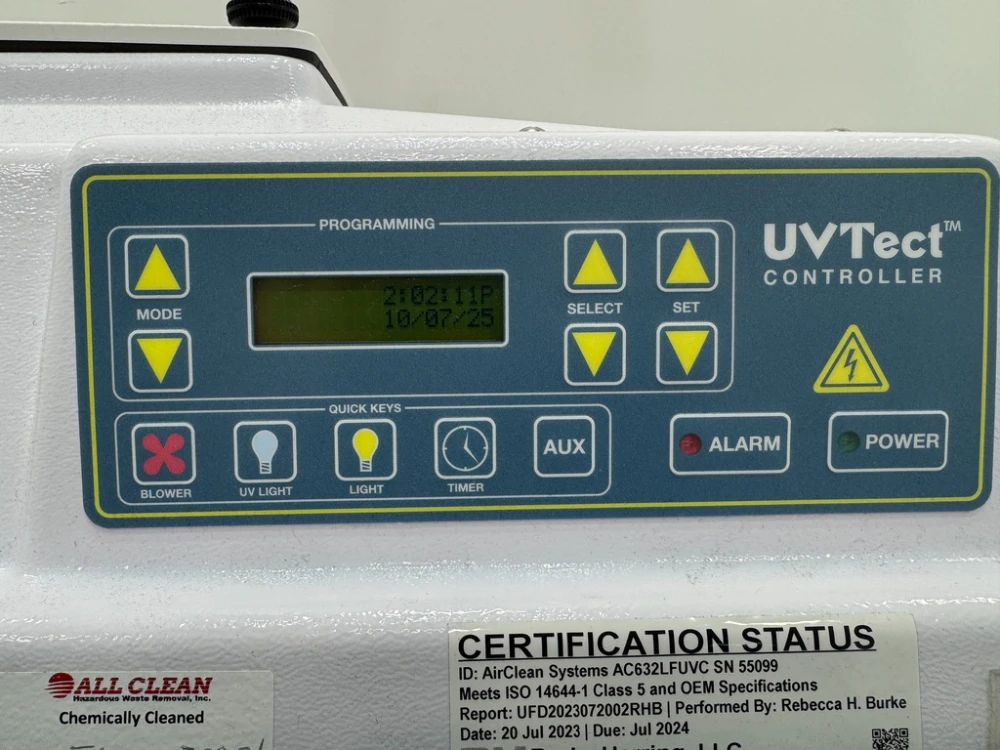 PROGRAMMING
MODE
2:02:11P
10/07/25
SELECT
SET
UVTect™
CONTROLLER
QUICK KEYS
BLOWER
UV LIGHT
LIGHT
TIMER
AUX
ALARM
POWER
ALL CLEAN
Hazardous Waste Removal, Inc.
Chemically Cleaned
CERTIFICATION STATUS
ID: AirClean Systems AC632LFUVC SN 55099
Meets ISO 14644-1 Class 5 and OEM Specifications
Report: UFD2023072002RHB | Performed By: Rebecca H. Burke
Date: 20 Jul 2023 | Due: Jul 2024